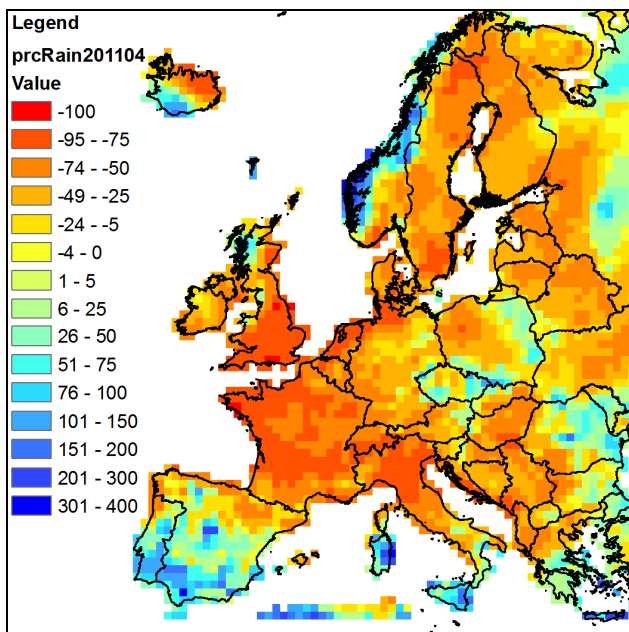 Legend
prcRain201104
Value
-100
-95 - -75
-74 - -50
-49 - -25
-24 - -5
-4 - 0
1 - 5
6 - 25
26 - 50
51 - 75
76 - 100
101 - 150
151 - 200
201 - 300
301 - 400